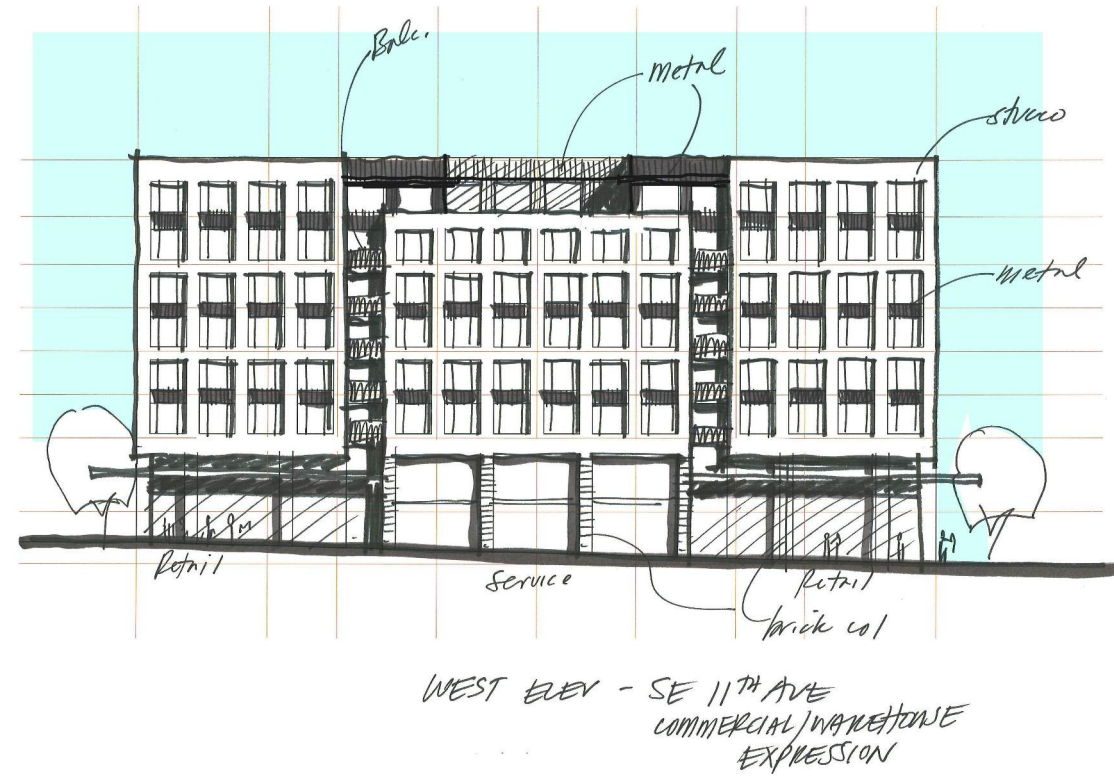 Balc.
metal
stucco
metal
Retail
Service
Retail
brick col
WEST ELEV - SE 11TH AVE
COMMERCIAL/WAREHOUSE
EXPRESSION